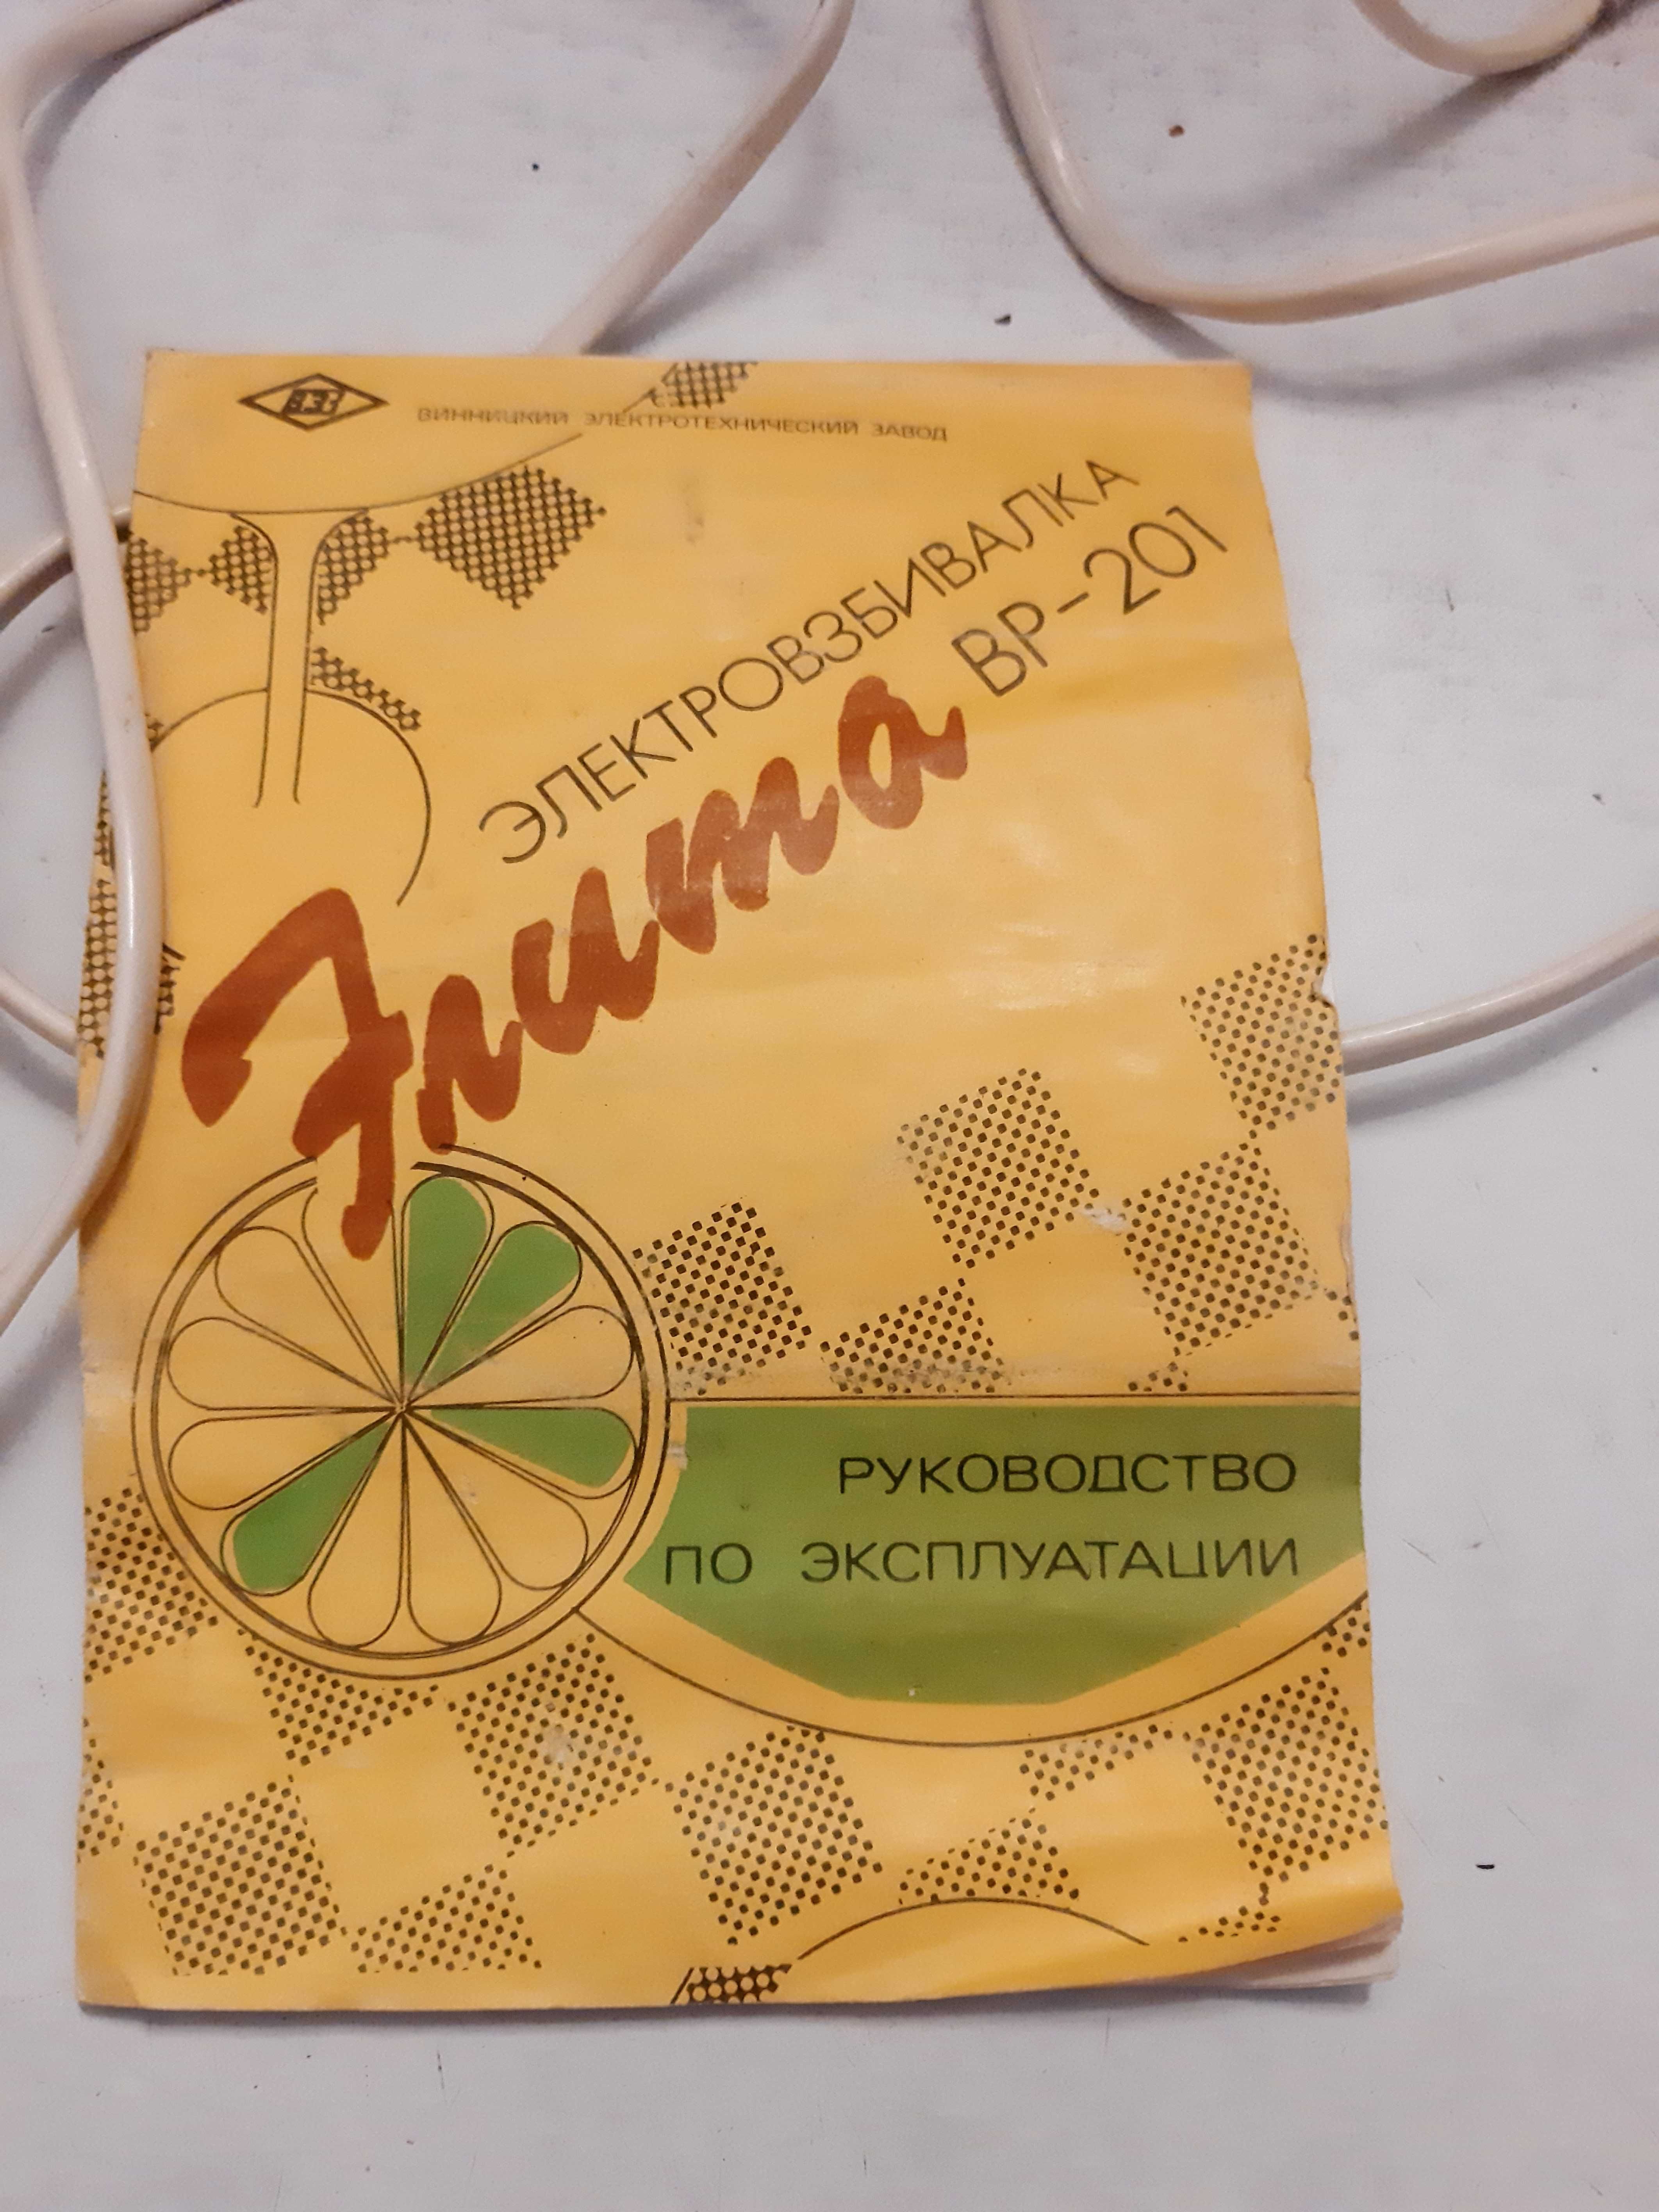 ВЭЗ
ВИННИЦКИЙ ЭЛЕКТРОТЕХНИЧЕСКИЙ ЗАВОД
ЭЛЕКТРОВЗБИВАЛКА
Элита ВР-201
РУКОВОДСТВО
ПО ЭКСПЛУАТАЦИИ